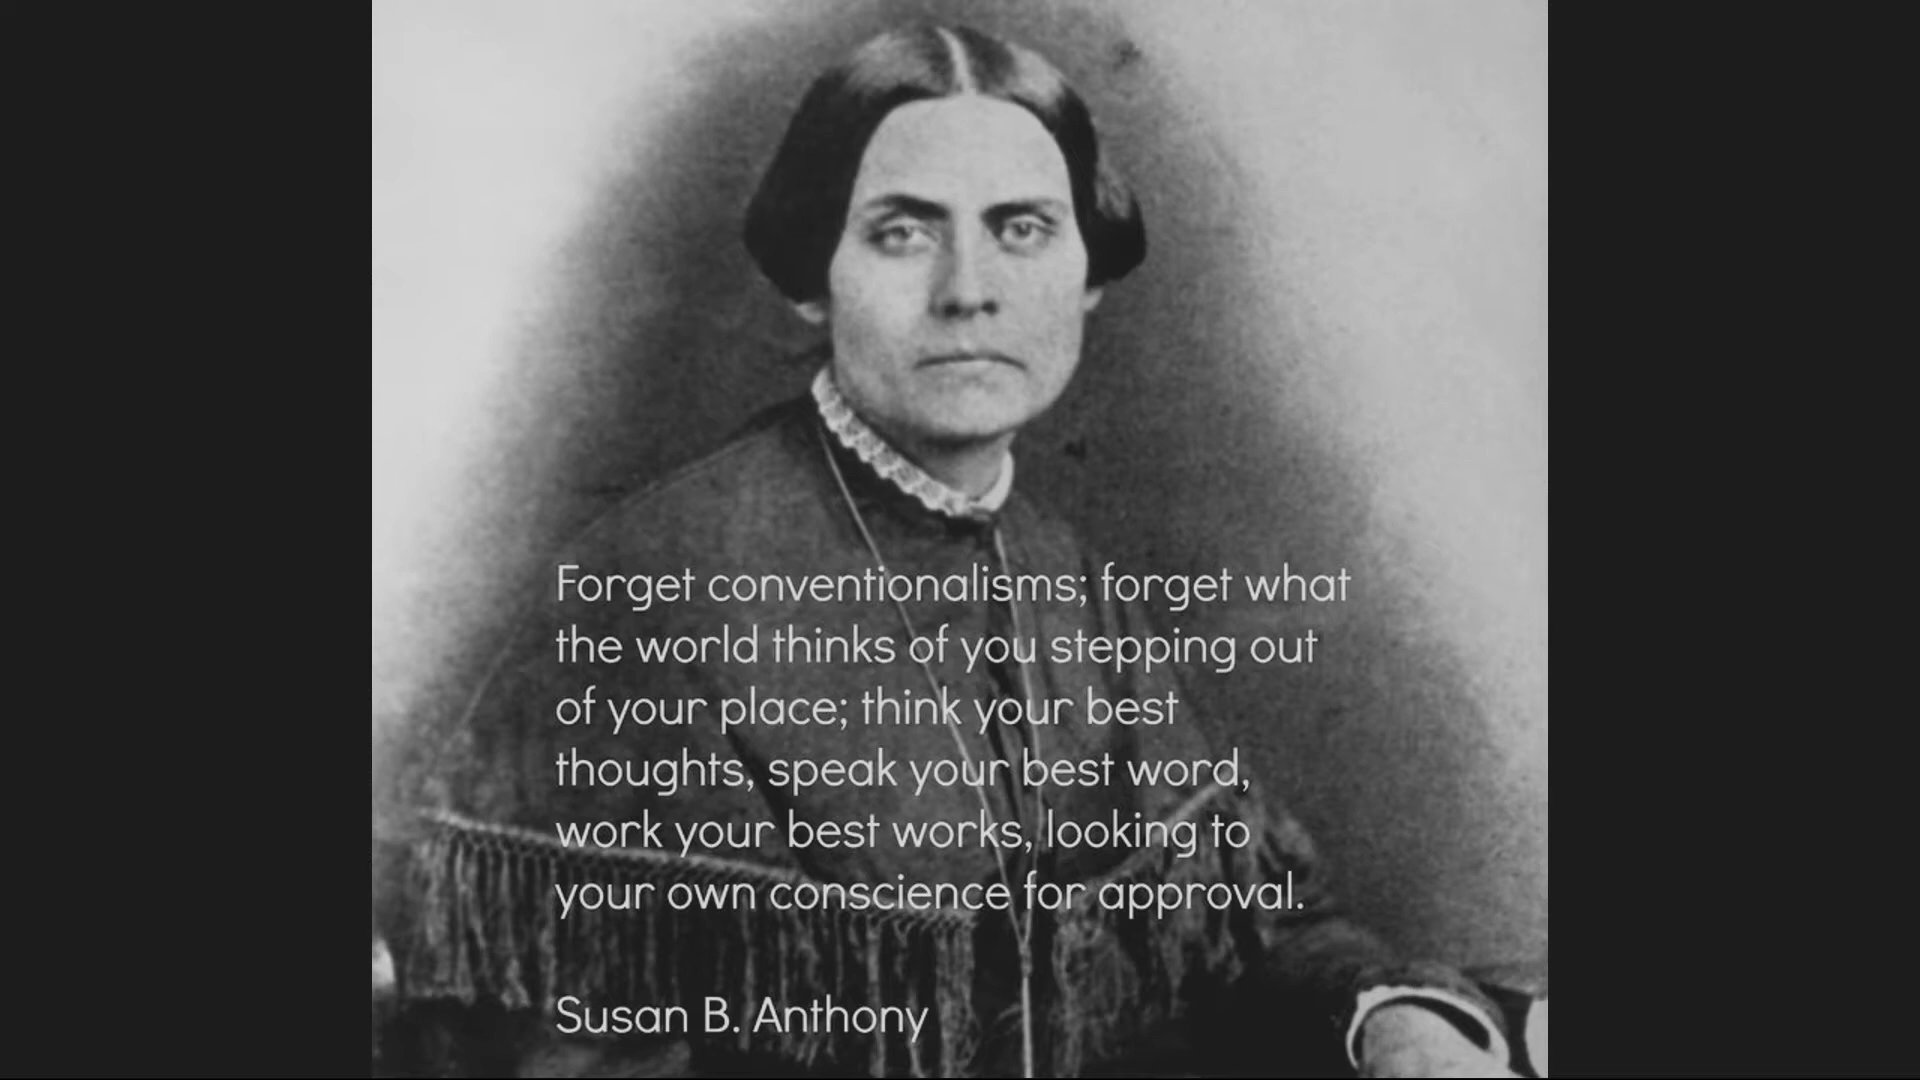 Forget conventionalisms; forget what
the world thinks of you stepping out
of your place; think your best
thoughts, speak your best word,
work your best works, looking to
your own conscience for approval.
Susan B. Anthony